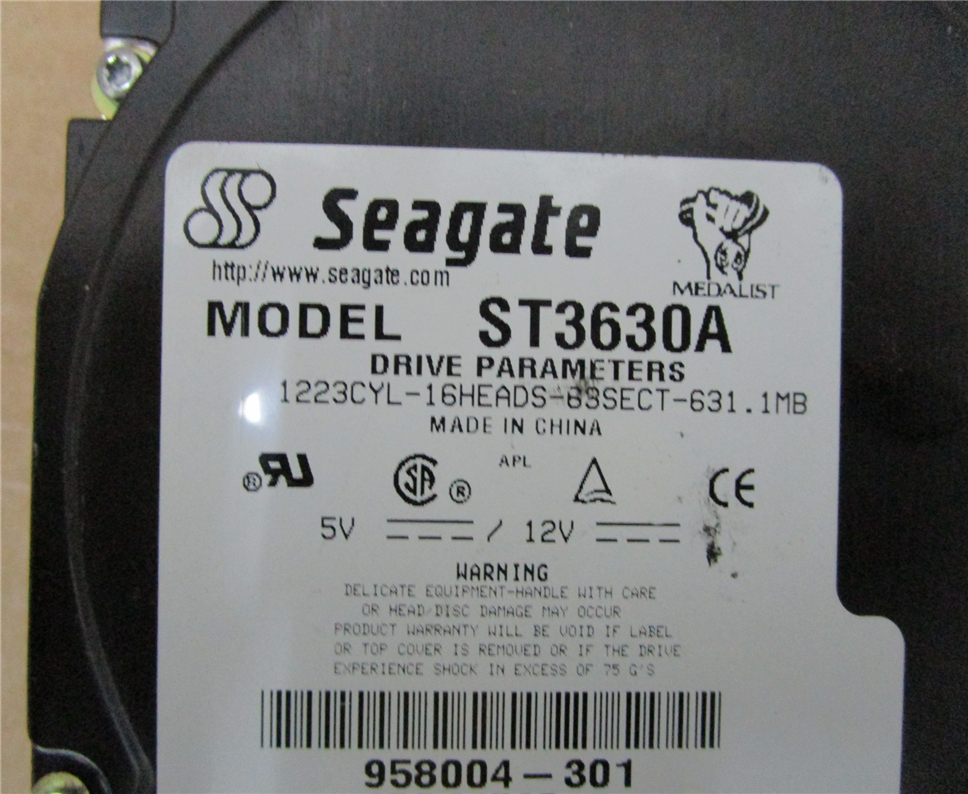 Seagate
http://www.seagate.com
MEDALIST
MODEL ST3630A
DRIVE PARAMETERS
1223CYL-16HEADS-63SECT-631.1MB
MADE IN CHINA
APL
® SA ® CE
5V / 12V
WARNING
DELICATE EQUIPMENT-HANDLE WITH CARE
OR HEAD/DISC DAMAGE MAY OCCUR
PRODUCT WARRANTY WILL BE VOID IF LABEL
OR TOP COVER IS REMOVED OR IF THE DRIVE
EXPERIENCE SHOCK IN EXCESS OF 75 G'S
958004-301